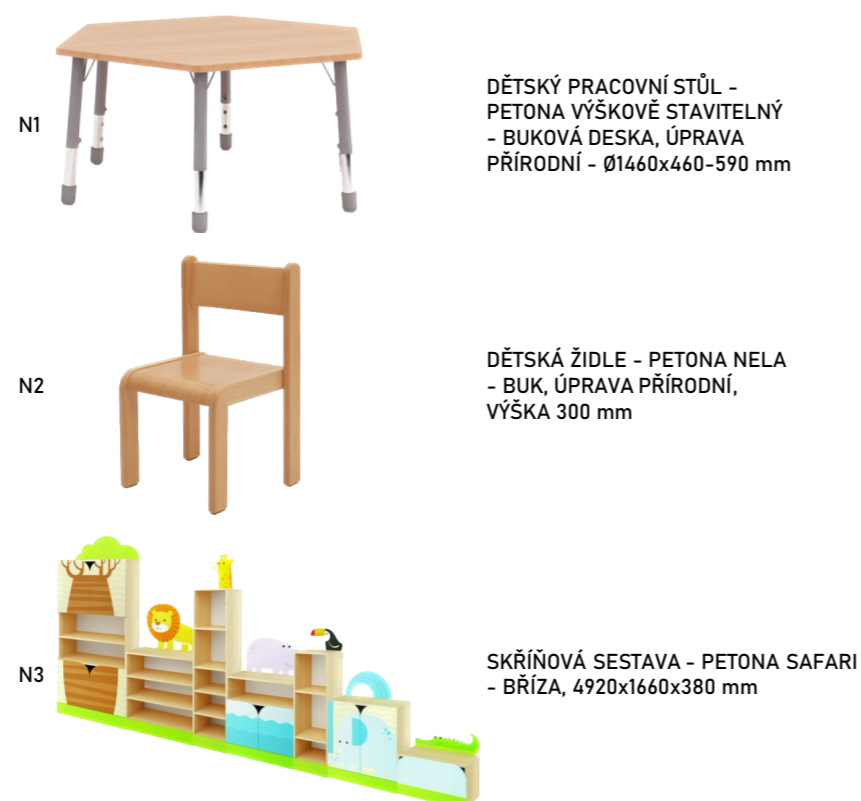 N1
DĚTSKÝ PRACOVNÍ STŮL -
PETONA VÝŠKOVĚ STAVITELNÝ
- BUKOVÁ DESKA, ÚPRAVA
PŘÍRODNÍ - Ø1460x460-590 mm
N2
DĚTSKÁ ŽIDLE - PETONA NELA
- BUK, ÚPRAVA PŘÍRODNÍ,
VÝŠKA 300 mm
N3
SKŘÍŇOVÁ SESTAVA - PETONA SAFARI
- BŘÍZA, 4920x1660x380 mm